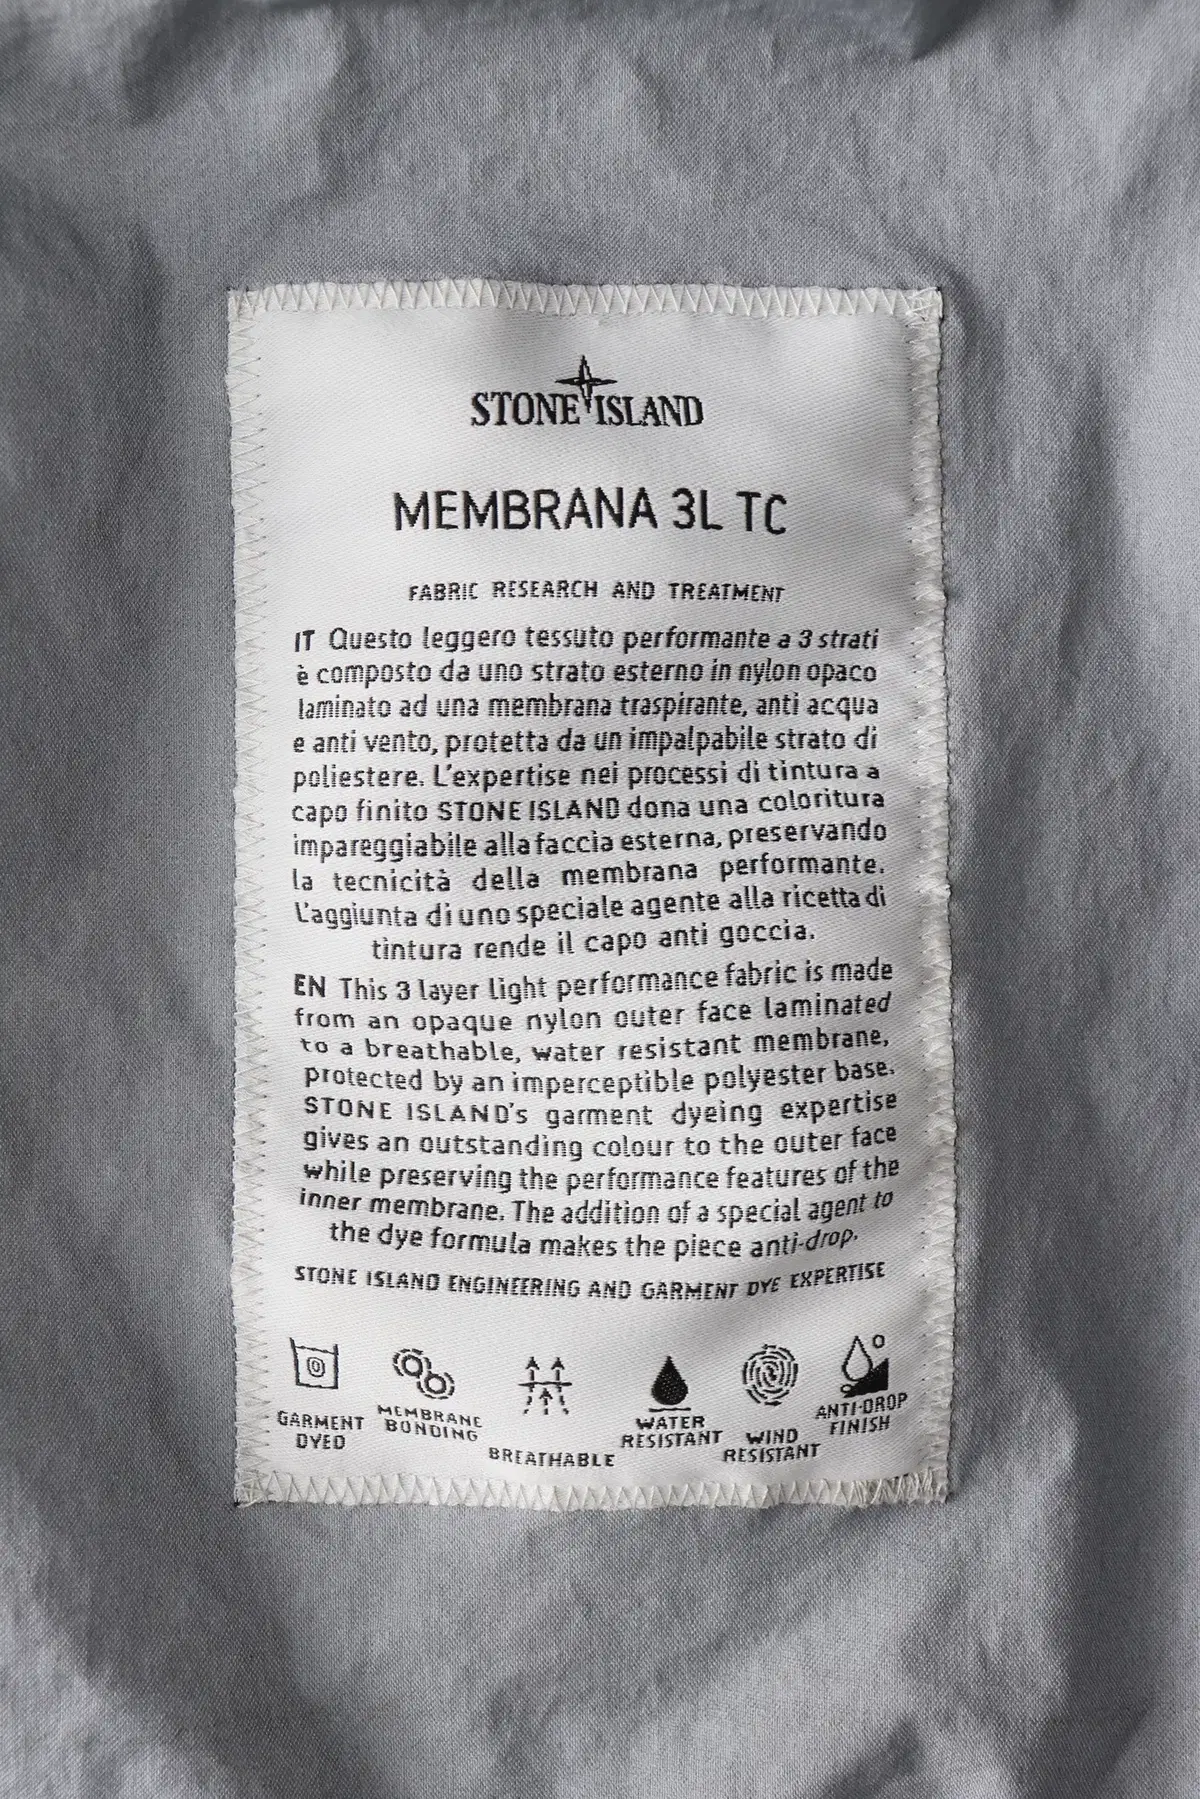 STONE ISLAND
MEMBRANA 3L TC
FABRIC RESEARCH AND TREATMENT
IT Questo leggero tessuto performante a 3 strati
è composto da uno strato esterno in nylon opaco
laminato ad una membrana traspirante, anti acqua
e anti vento, protetta da un impalpabile strato di
poliestere. L'expertise nei processi di tintura a
capo finito STONE ISLAND dona una coloritura
impareggiabile alla faccia esterna, preservando
la tecnicità della membrana performante.
L'aggiunta di uno speciale agente alla ricetta di
tintura rende il capo anti goccia.
EN This 3 layer light performance fabric is made
from an opaque nylon outer face laminated
to a breathable, water resistant membrane,
protected by an imperceptible polyester base.
STONE ISLAND's garment dyeing expertise
gives an outstanding colour to the outer face
while preserving the performance features of the
inner membrane. The addition of a special agent to
the dye formula makes the piece anti-drop.
STONE ISLAND ENGINEERING AND GARMENT DYE EXPERTISE
GARMENT
DYED
MEMBRANE
BONDING
BREATHABLE
WATER
RESISTANT
WIND
RESISTANT
ANTI-DROP
FINISH